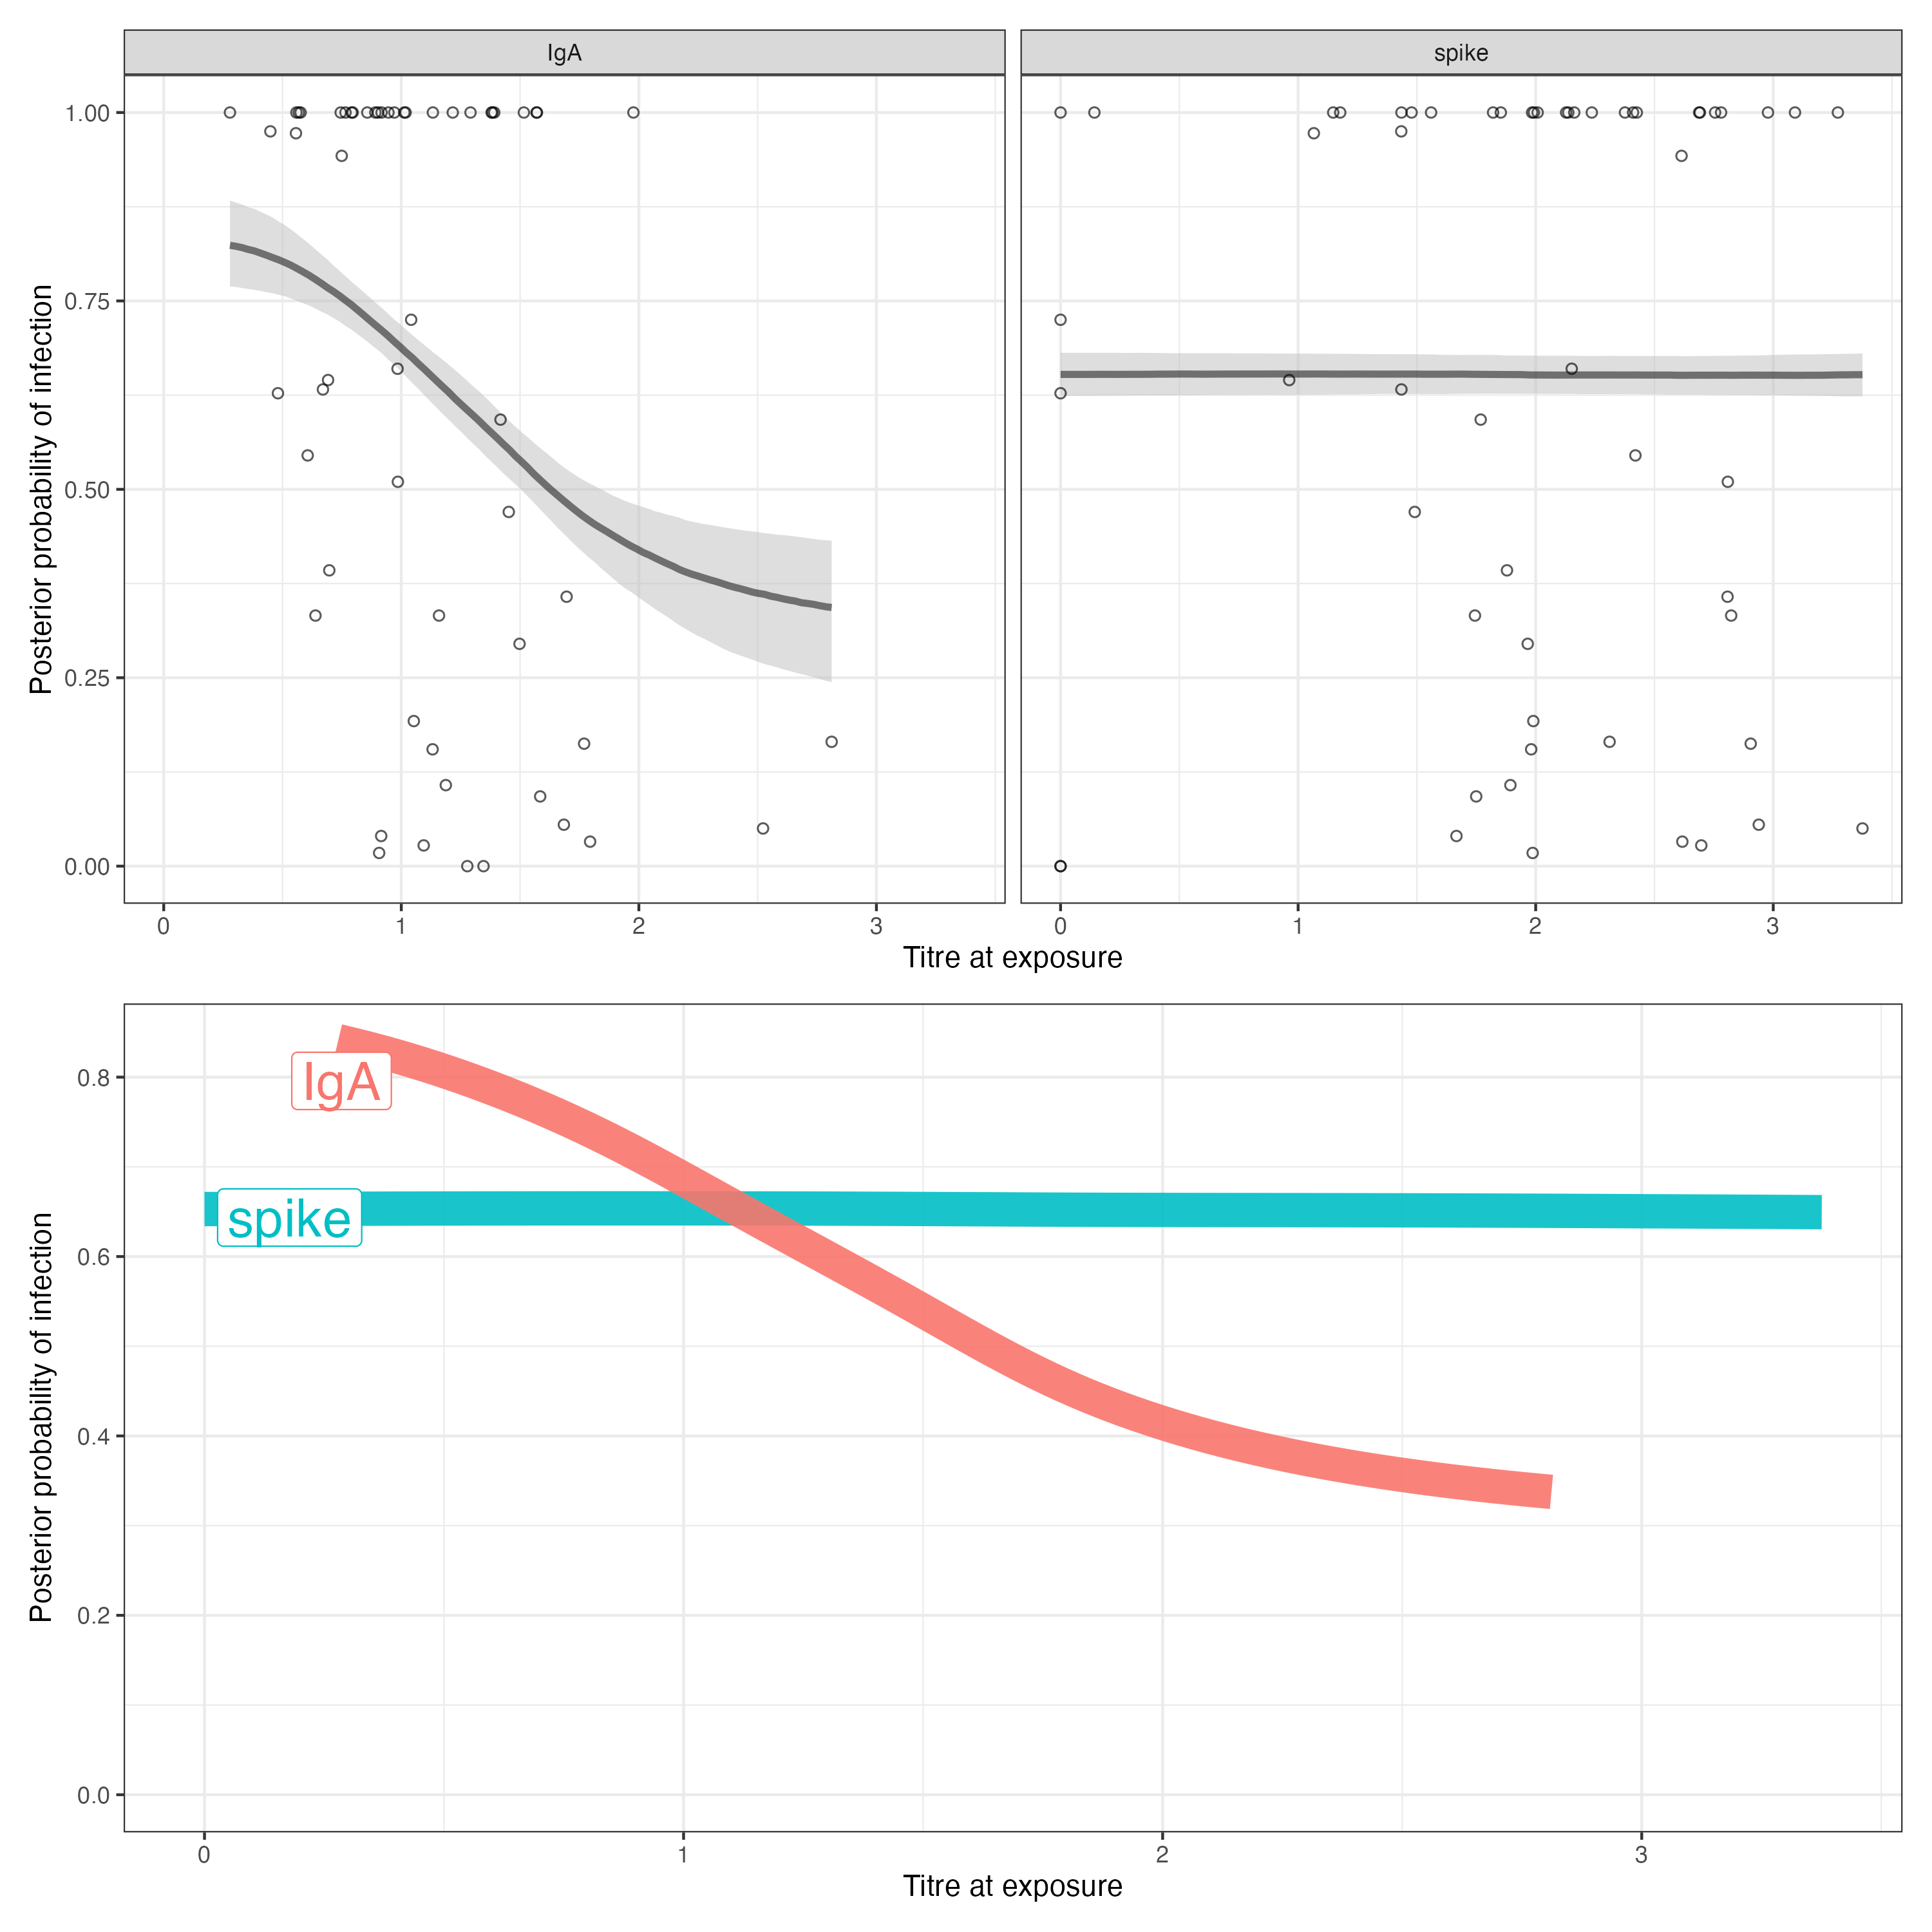 IgA
spike
Posterior probability of infection
1.00
0.75
0.50
0.25
0.00
0 1 2 3
0 1 2 3
Titre at exposure
Posterior probability of infection
0.8
0.6
0.4
0.2
0.0
IgA
spike
0 1 2 3
Titre at exposure